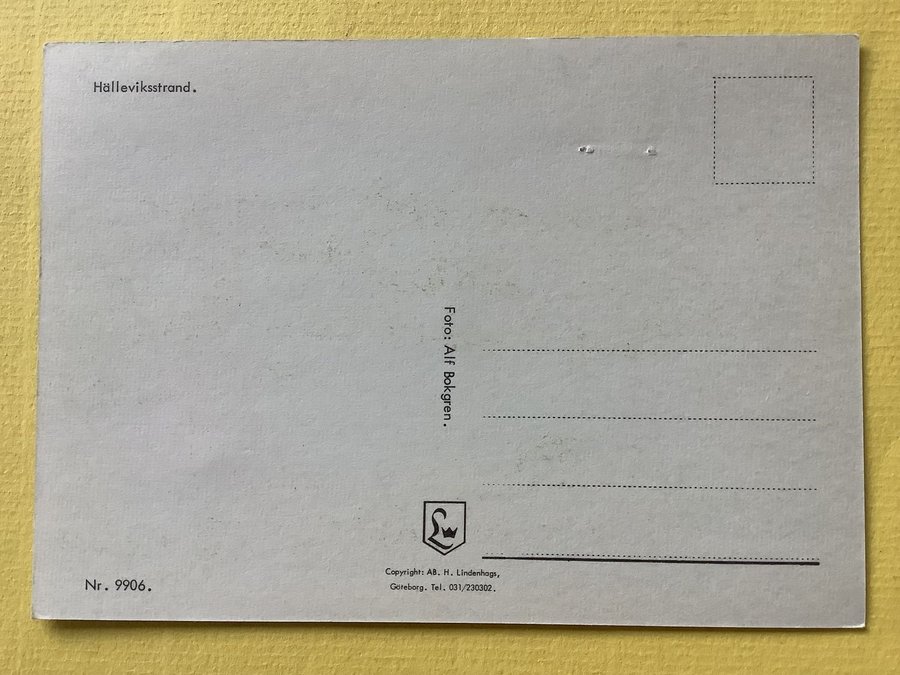 Hälleviksstrand.
Foto: Alf Bokgren.
L
Copyright: AB. H. Lindenhags,
Göteborg. Tel. 031/230302.
Nr. 9906.